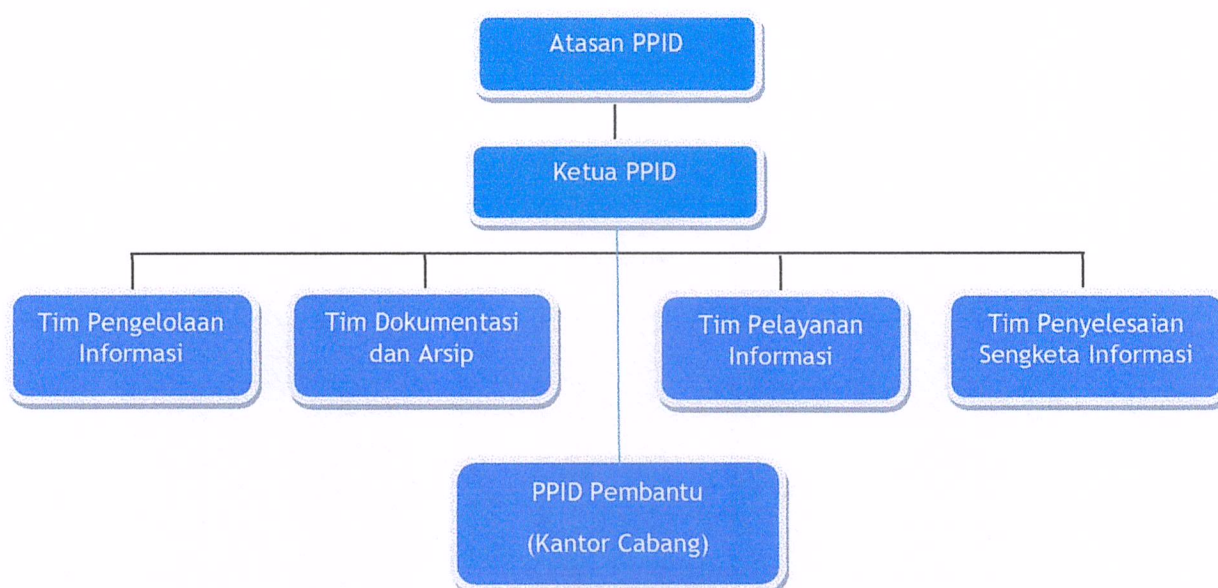 Atasan PPID
Ketua PPID
Tim Pengelolaan
Informasi
Tim Dokumentasi
dan Arsip
Tim Pelayanan
Informasi
Tim Penyelesaian
Sengketa Informasi
PPID Pembantu
(Kantor Cabang)